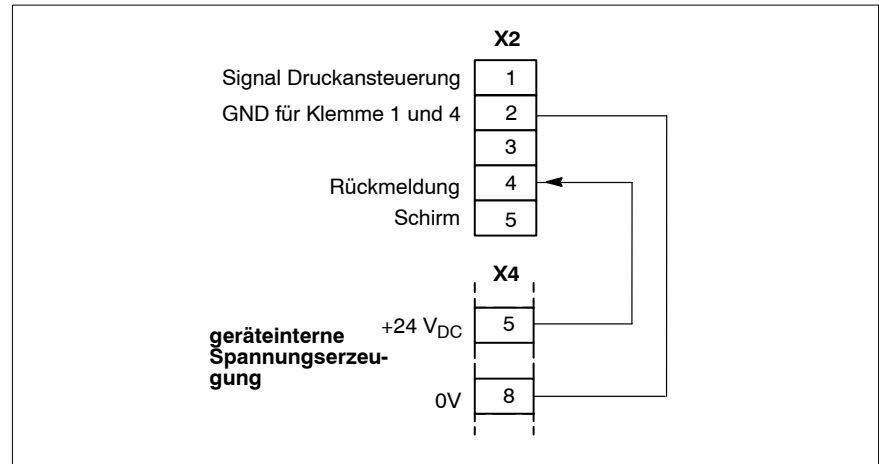 X2
Signal Druckansteuerung 1
GND für Klemme 1 und 4 2
3
Rückmeldung 4
Schirm 5
X4
+24 VDC 5
geräteinterne
Spannungserzeu-
gung
0V 8